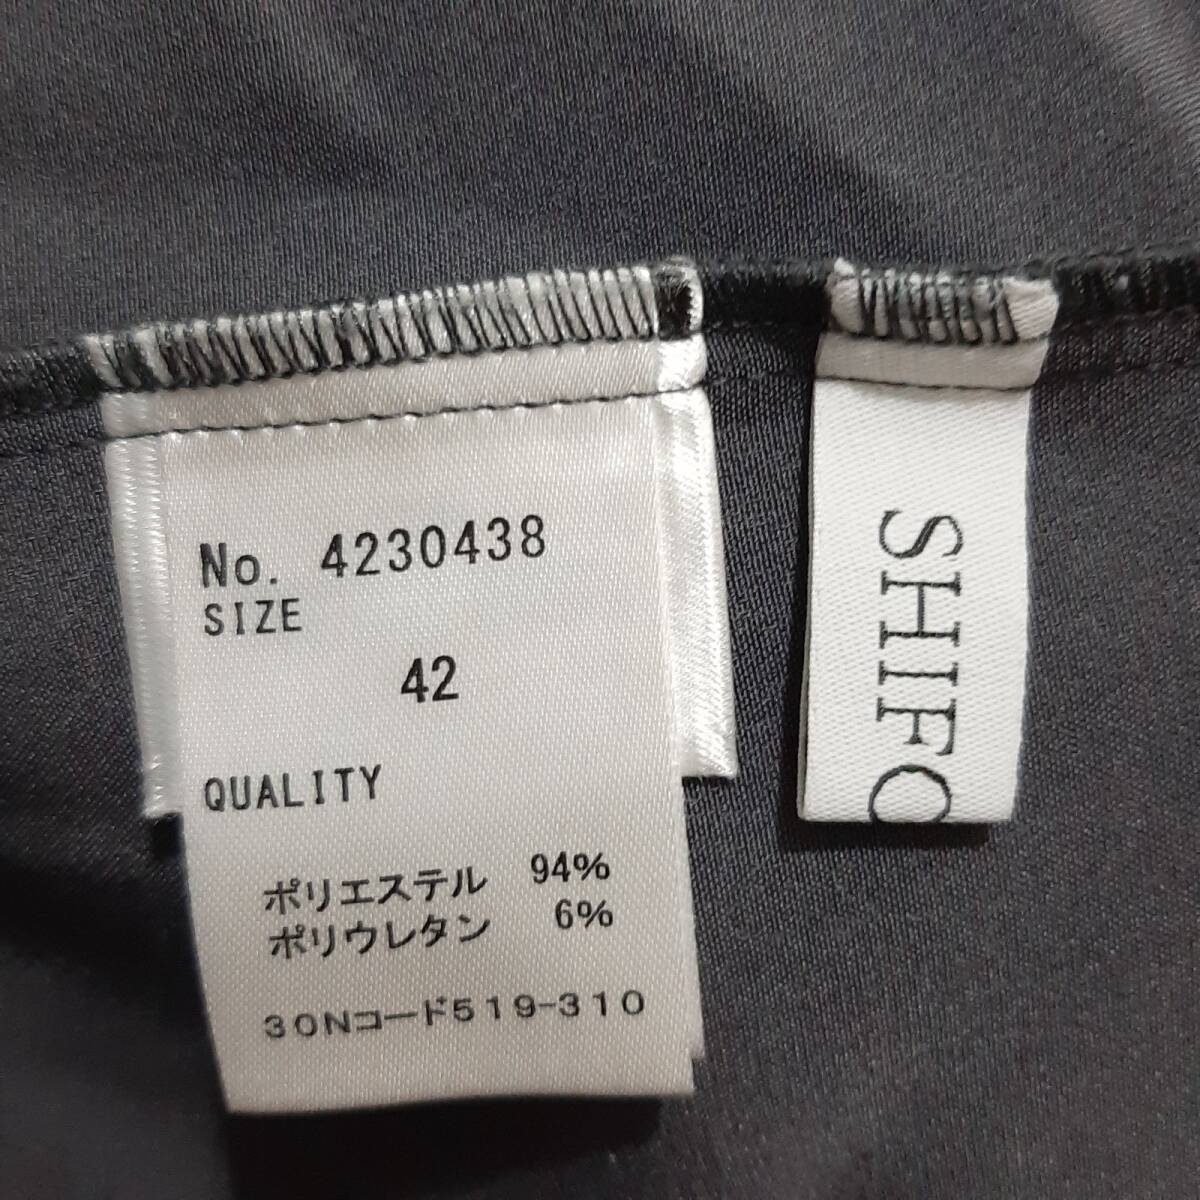 No. 4230438
SIZE
42
QUALITY
ポリエステル 94%
ポリウレタン 6%
30Nコード519-310
SHIFO